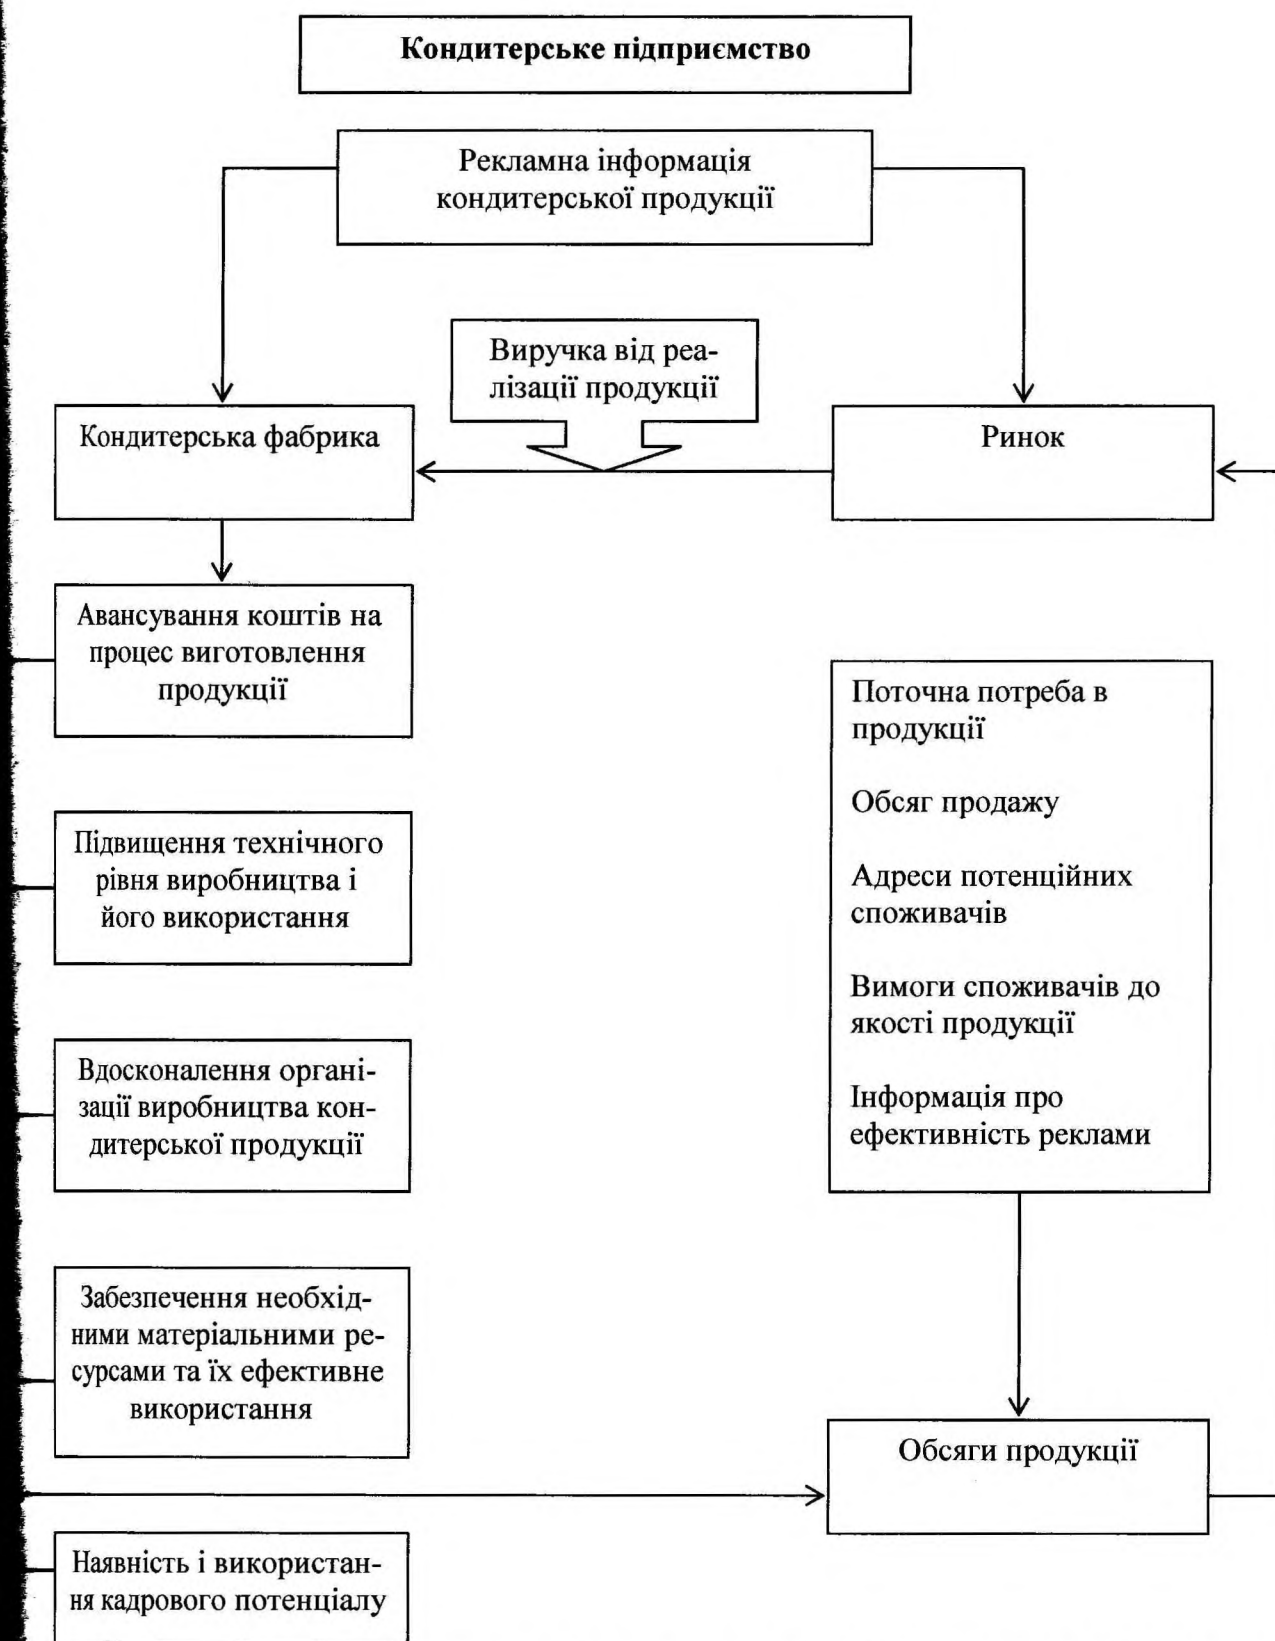 Кондитерське підприємство
Рекламна інформація
кондитерської продукції
Виручка від реа-
лізації продукції
Кондитерська фабрика
Ринок
Авансування коштів на
процес виготовлення
продукції
Підвищення технічного
рівня виробництва і
його використання
Вдосконалення органі-
зації виробництва кон-
дитерської продукції
Забезпечення необхід-
ними матеріальними ре-
сурсами та їх ефективне
використання
Наявність і використан-
ня кадрового потенціалу
Поточна потреба в
продукції
Обсяг продажу
Адреси потенційних
споживачів
Вимоги споживачів до
якості продукції
Інформація про
ефективність реклами
Обсяги продукції